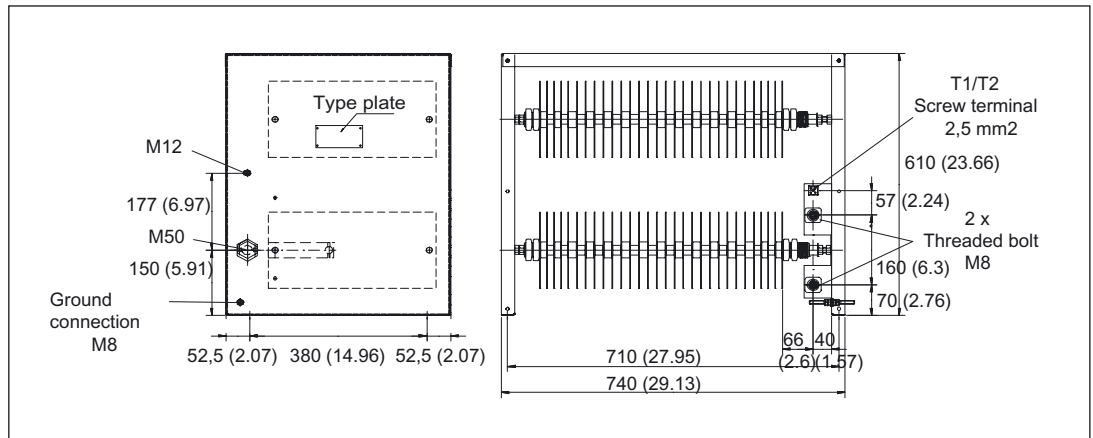 Type plate
M12
177 (6.97)
M50
150 (5.91)
Ground
connection
M8
52,5 (2.07)
380 (14.96)
52,5 (2.07)
T1/T2
Screw terminal
2,5 mm2
610 (23.66)
57 (2.24)
2 x
Threaded bolt
M8
160 (6.3)
70 (2.76)
66
(2.6)
40
(1.57)
710 (27.95)
740 (29.13)